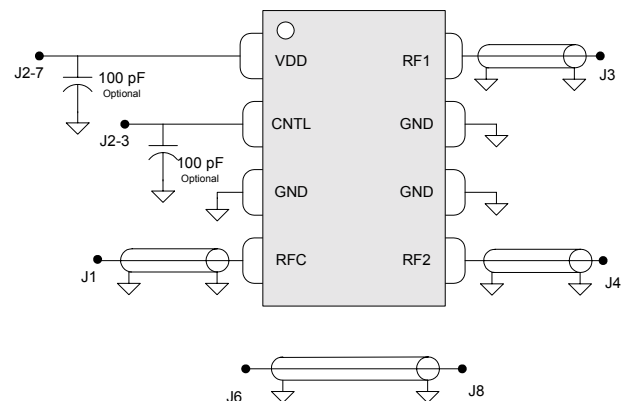 VDD
RF1
J2-7
100 pF
Optional
J3
CNTL
GND
J2-3
100 pF
Optional
GND
GND
RFC
RF2
J1
J4
J6
J8